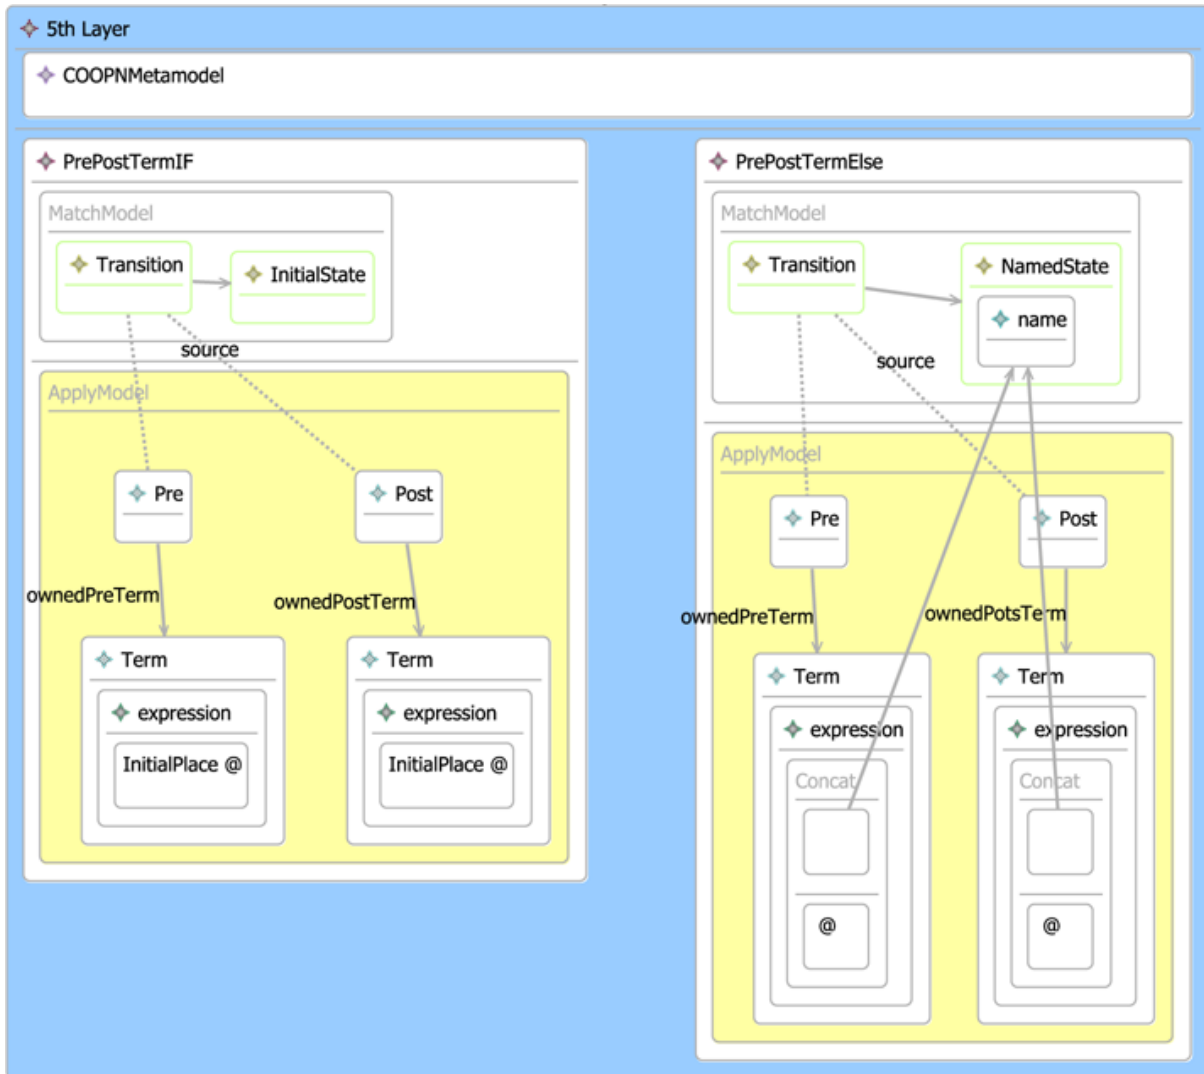 5th Layer
COOPNMetamodel
PrePostTermIF
MatchModel
Transition
InitialState
source
ApplyModel
Pre
Post
ownedPreTerm
ownedPostTerm
Term
Term
expression
expression
InitialPlace @
InitialPlace @
PrePostTermElse
MatchModel
Transition
NamedState
name
source
ApplyModel
Pre
Post
ownedPreTerm
ownedPotsTerm
Term
Term
expression
expression
Concat
Concat
@
@